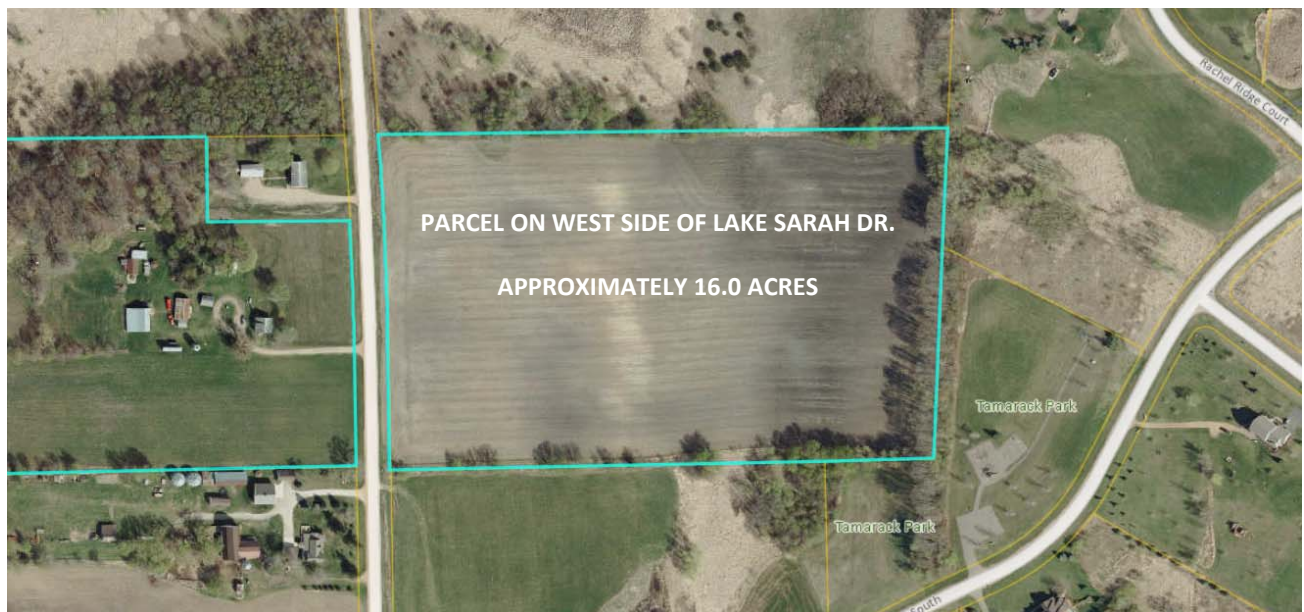 Rachel Ridge Court
PARCEL ON WEST SIDE OF LAKE SARAH DR.
APPROXIMATELY 16.0 ACRES
Tamarack Park
Tamarack Park
South